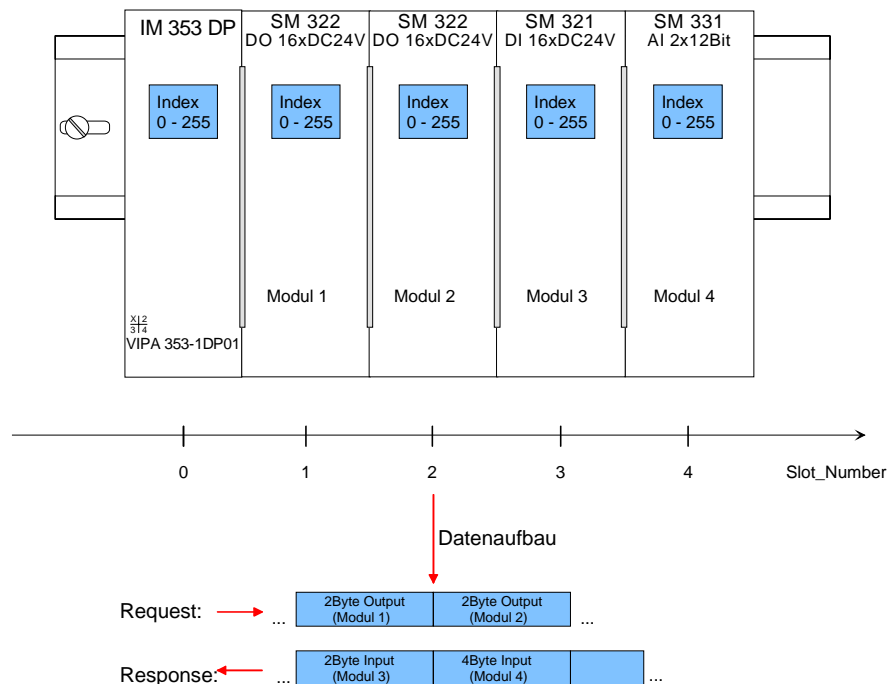 IM 353 DP
SM 322
DO 16xDC24V
SM 322
DO 16xDC24V
SM 321
DI 16xDC24V
SM 331
AI 2x12Bit
Index
0 - 255
Index
0 - 255
Index
0 - 255
Index
0 - 255
Index
0 - 255
Modul 1
Modul 2
Modul 3
Modul 4
X 2
3 4
VIPA 353-1DP01
0
1
2
3
4
Slot_Number
Datenaufbau
Request:
...
2Byte Output
(Modul 1)
2Byte Output
(Modul 2)
...
Response:
...
2Byte Input
(Modul 3)
4Byte Input
(Modul 4)
...